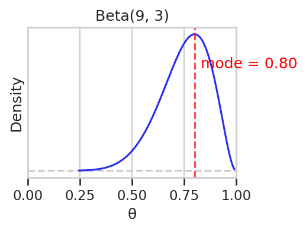 Beta(9, 3)
mode = 0.80
Density
0.00 0.25 0.50 0.75 1.00
θ